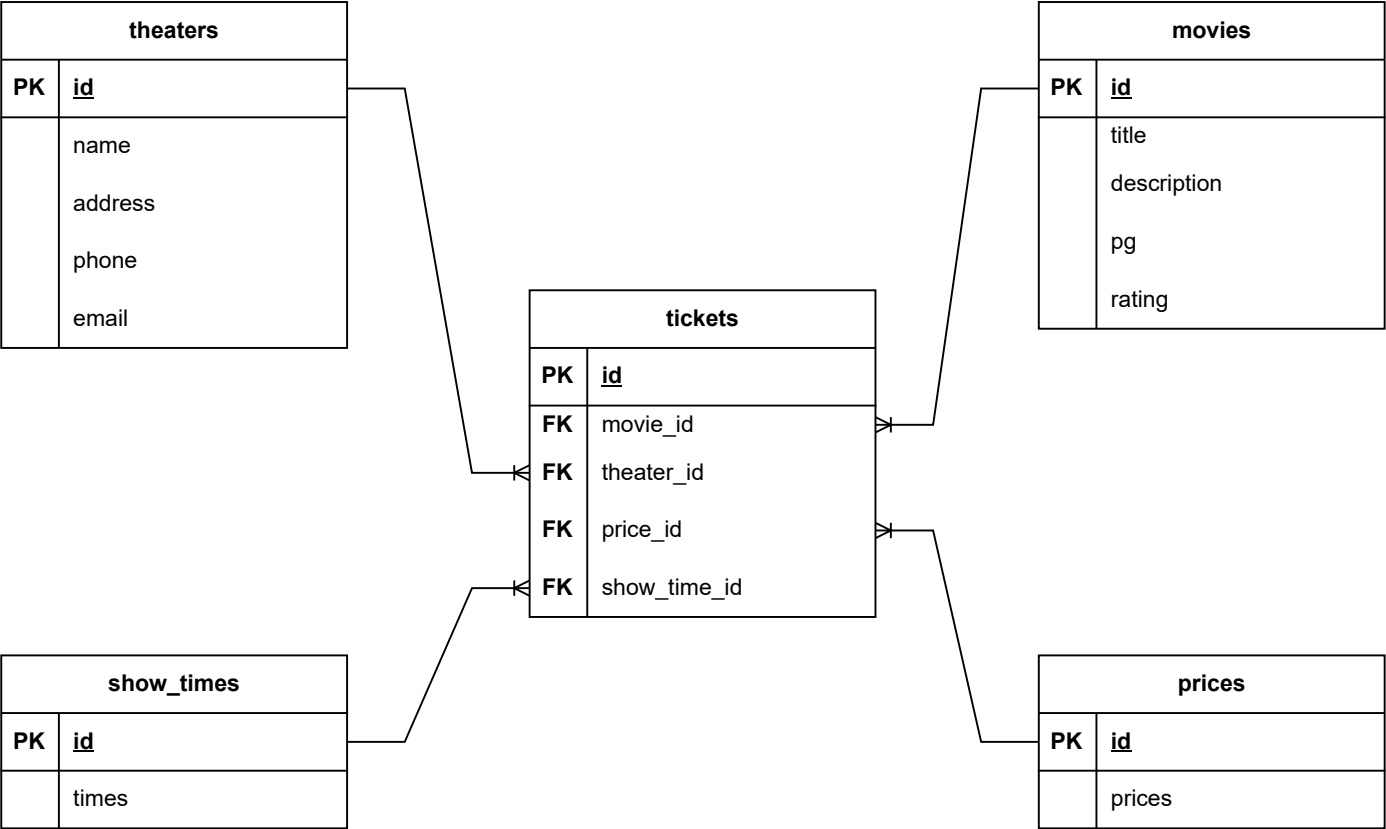 theaters
PK id
name
address
phone
email
movies
PK id
title
description
pg
rating
tickets
PK id
FK movie_id
FK theater_id
FK price_id
FK show_time_id
show_times
PK id
times
prices
PK id
prices